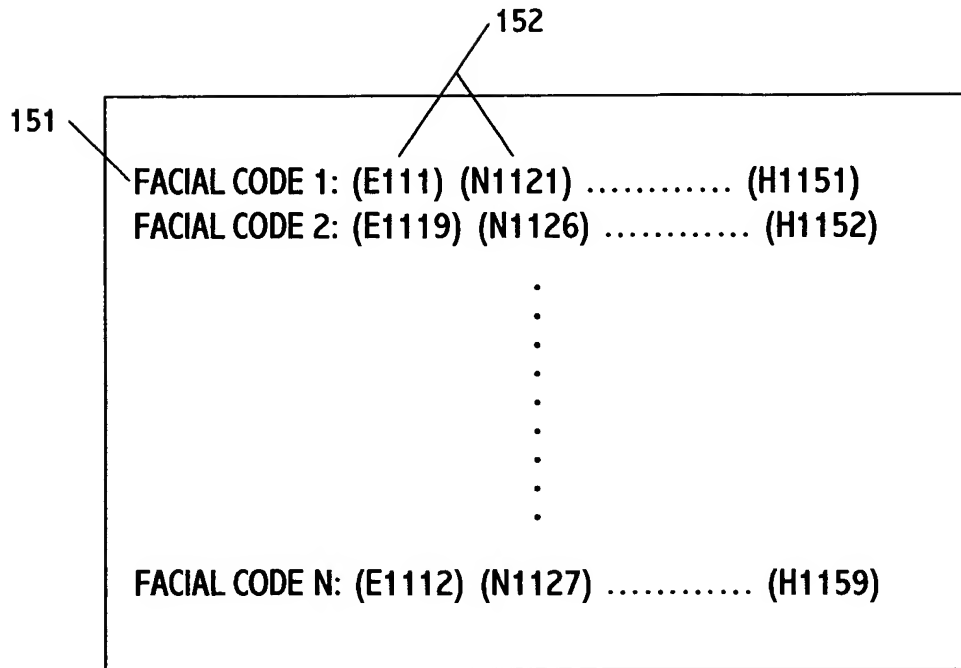 152
151
FACIAL CODE 1: (E111) (N1121) ............ (H1151)
FACIAL CODE 2: (E1119) (N1126) ............ (H1152)
FACIAL CODE N: (E1112) (N1127) ............ (H1159)